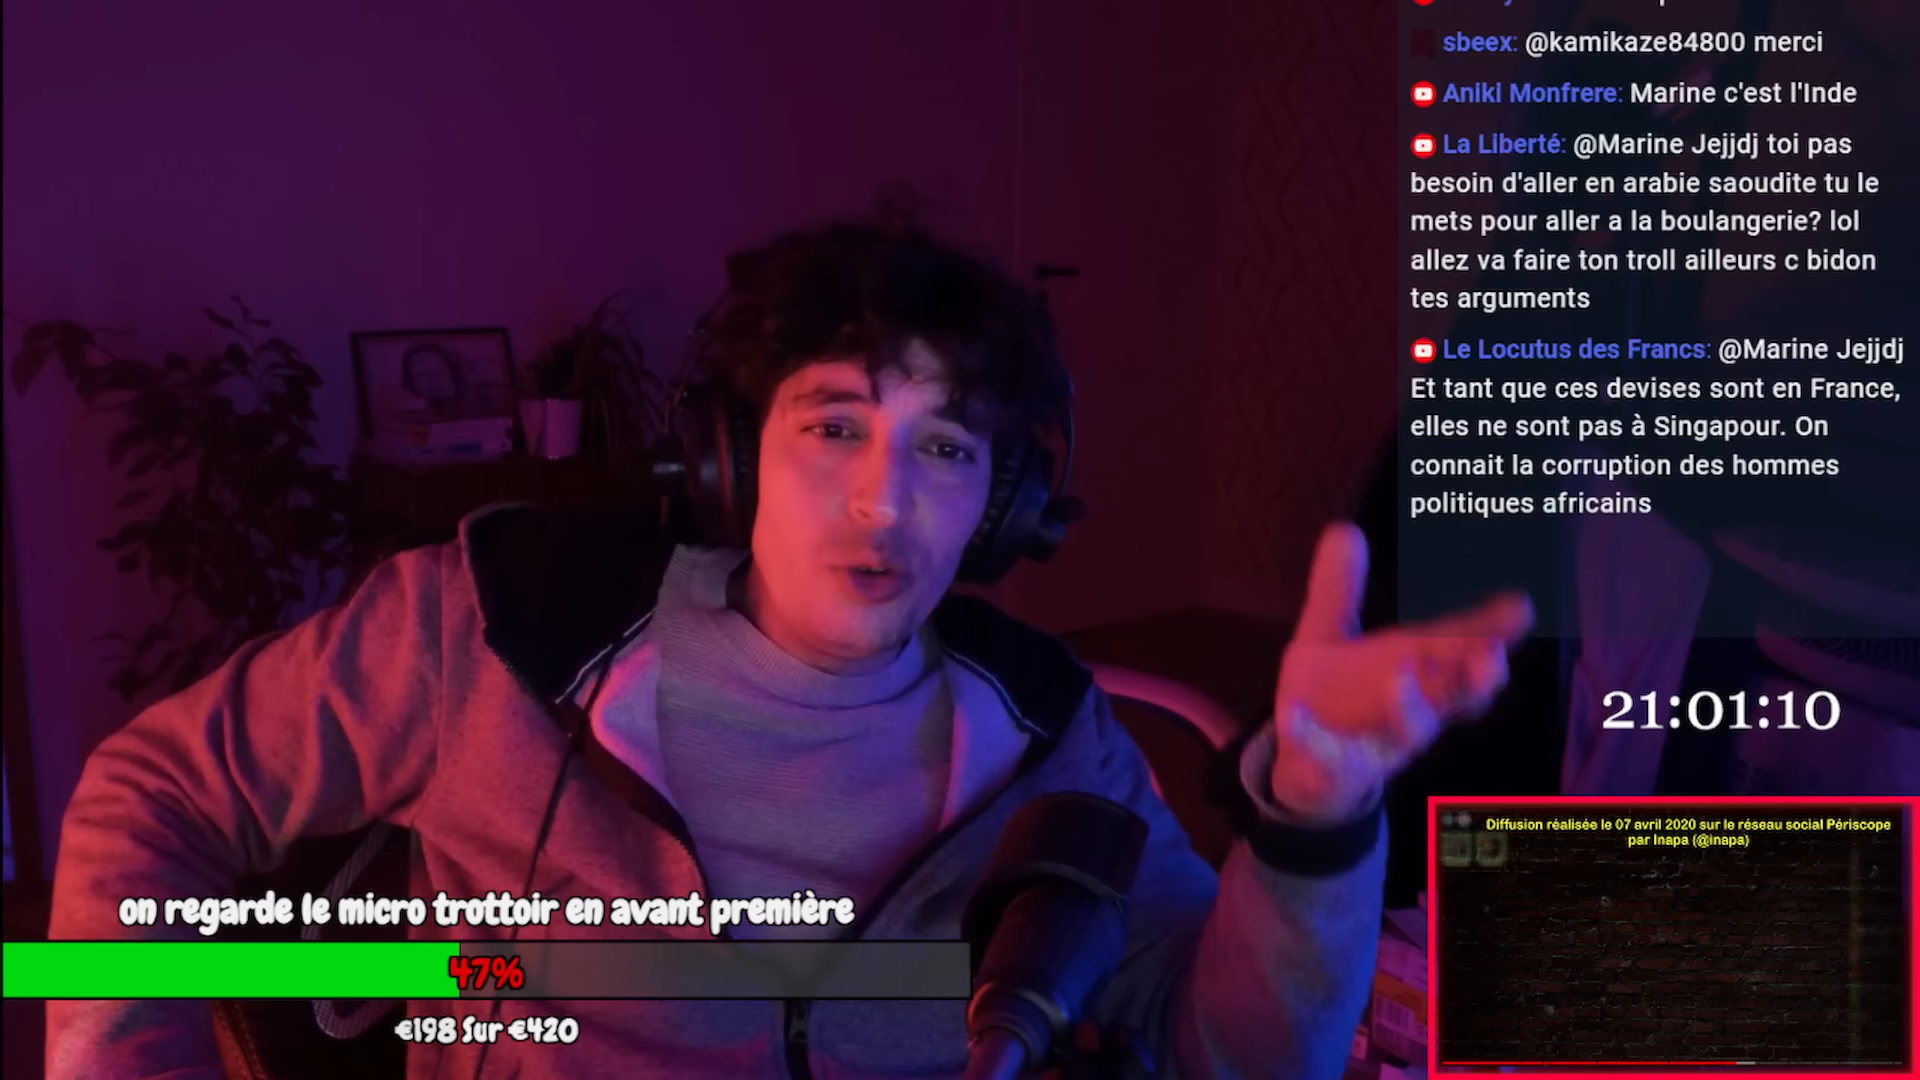 sbeex: @kamikaze84800 merci
Aniki Monfrere: Marine c'est l'Inde
La Liberté: @Marine Jejjdj toi pas
besoin d'aller en arabie saoudite tu le
mets pour aller a la boulangerie? lol
allez va faire ton troll ailleurs c bidon
tes arguments
Le Locutus des Francs: @Marine Jejjdj
Et tant que ces devises sont en France,
elles ne sont pas à Singapour. On
connait la corruption des hommes
politiques africains
21:01:10
Diffusion réalisée le 07 avril 2020 sur le réseau social Périscope
par Inapa (@inapa)
on regarde le micro trottoir en avant première
47%
€198 Sur €420